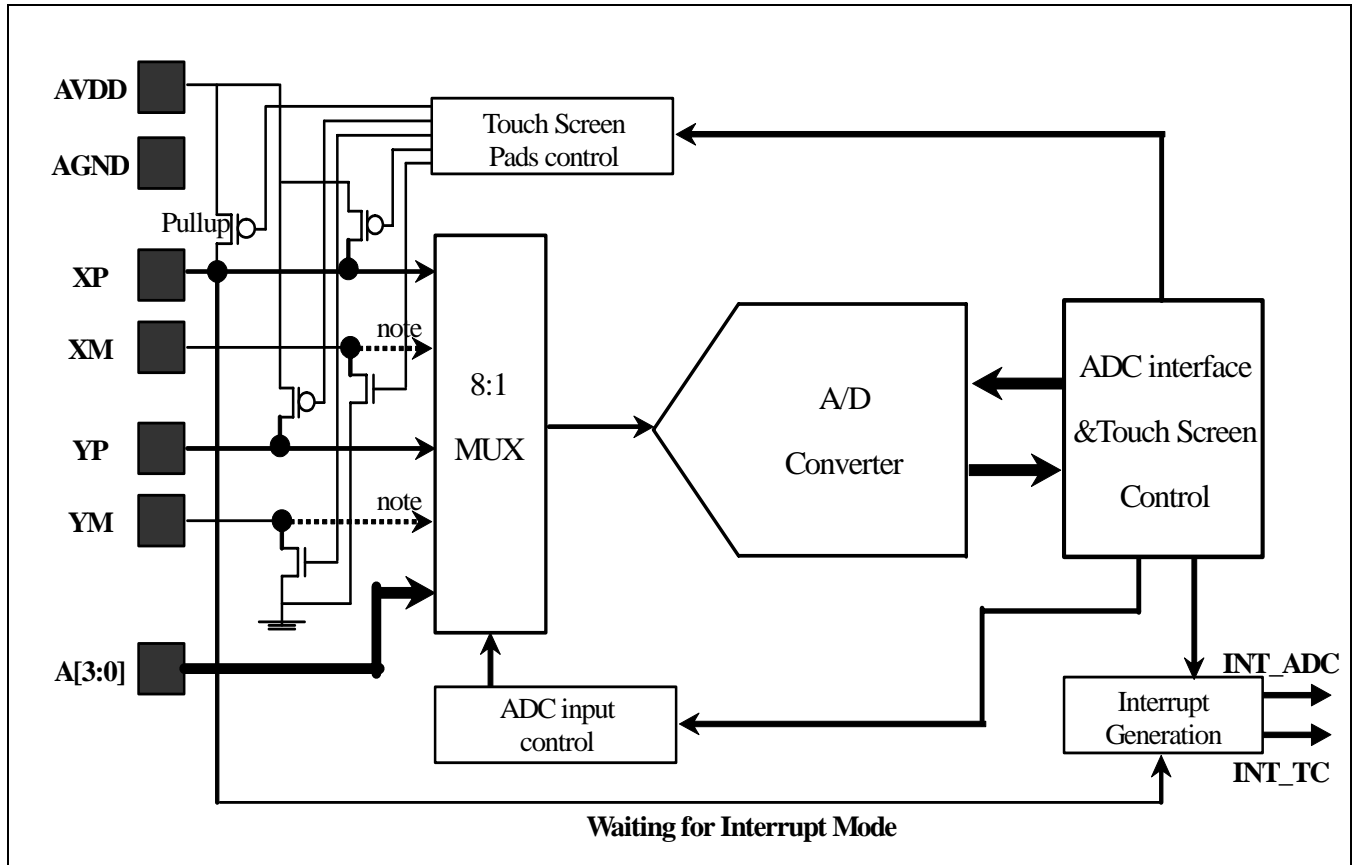 AVDD
Touch Screen
Pads control
AGND
Pullup
XP
XM
note
8:1
MUX
A/D
Converter
ADC interface
&Touch Screen
Control
YP
YM
note
A[3:0]
ADC input
control
INT_ADC
Interrupt
Generation
INT_TC
Waiting for Interrupt Mode